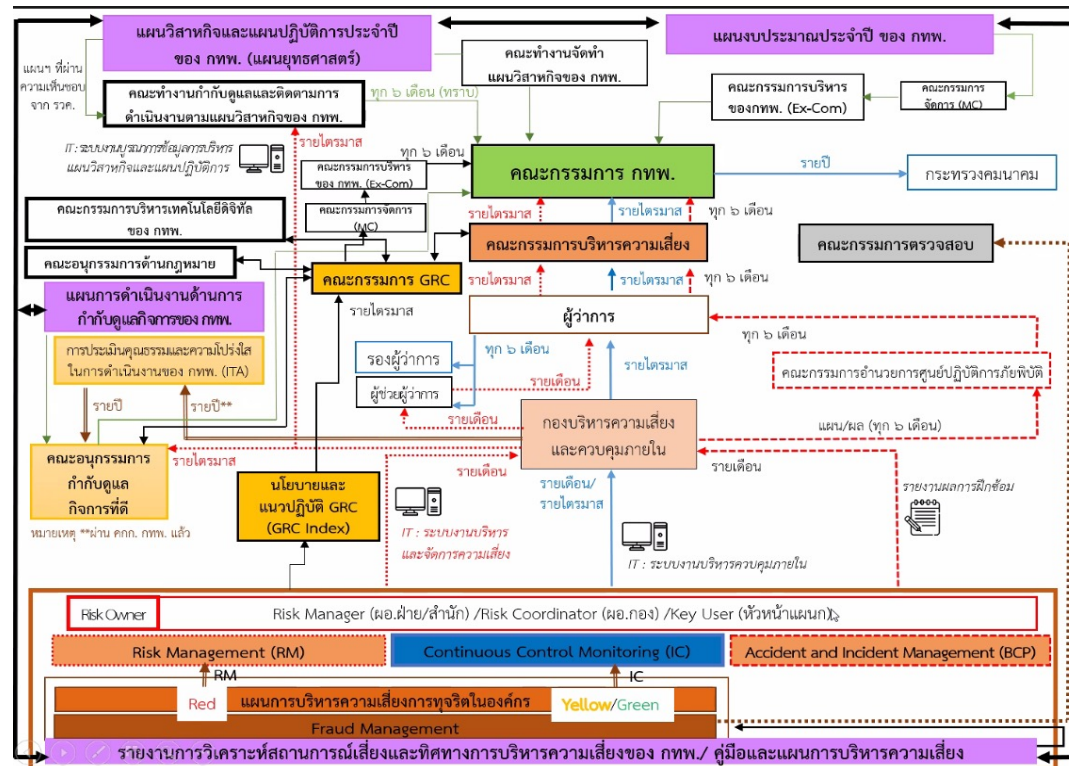 แผนวิสาหกิจและแผนปฏิบัติการประจำปี
ของ กทพ. (แผนยุทธศาสตร์)
แผนงบประมาณประจำปี ของ กทพ.
คณะทำงานจัดทำ
แผนวิสาหกิจของ กทพ.
แผนฯ ที่ผ่าน
ความเห็นชอบ
จาก รวค.
คณะทำงานกำกับดูแลและติดตามการ
ดำเนินงานตามแผนวิสาหกิจของ กทพ.
ทุก ๖ เดือน (ทราบ)
คณะกรรมการบริหาร
ของกทพ. (Ex-Com)
คณะกรรมการ
จัดการ (MC)
IT:ระบบงานบูรณาการข้อมูลการบริหาร
แผนวิสาหกิจและแผนปฏิบัติการ
รายไตรมาส
ทุก ๖ เดือน
คณะกรรมการบริหาร
ของ กทพ. (Ex-Com)
คณะกรรมการ กทพ.
รายปี
กระทรวงคมนาคม
คณะกรรมการบริหารเทคโนโลยีดิจิทัล
ของ กทพ.
คณะกรรมการจัดการ
(MC)
รายไตรมาส
รายไตรมาส
ทุก ๖ เดือน
คณะกรรมการบริหารความเสี่ยง
คณะกรรมการตรวจสอบ
คณะอนุกรรมการด้านกฎหมาย
คณะกรรมการ GRC
รายไตรมาส
รายไตรมาส
ทุก ๖ เดือน
แผนการดำเนินงานด้านการ
กำกับดูแลกิจการของ กทพ.
รายไตรมาส
ผู้ว่าการ
ทุก ๖ เดือน
การประเมินคุณธรรมและความโปร่งใส
ในการดำเนินงานของ กทพ. (ITA)
รองผู้ว่าการ
ทุก ๖ เดือน
รายไตรมาส
คณะกรรมการอำนวยการศูนย์ปฏิบัติการภัยพิบัติ
ผู้ช่วยผู้ว่าการ
รายเดือน
รายปี
รายปี**
รายเดือน
กองบริหารความเสี่ยง
และควบคุมภายใน
แผน/ผล (ทุก ๖ เดือน)
คณะอนุกรรมการ
กำกับดูแล
กิจการที่ดี
รายไตรมาส
รายเดือน
รายเดือน
นโยบายและ
แนวปฏิบัติ GRC
(GRC Index)
รายเดือน/
รายไตรมาส
รายงานผลการฝึกซ้อม
หมายเหตุ **ผ่าน คกก. กทพ. แล้ว
IT : ระบบงานบริหาร
และจัดการความเสี่ยง
IT : ระบบงานบริหารควบคุมภายใน
Risk Owner
Risk Manager (ผอ.ฝ่าย/สำนัก) /Risk Coordinator (ผอ.กอง) /Key User (หัวหน้าแผนก)
Risk Management (RM)
Continuous Control Monitoring (IC)
Accident and Incident Management (BCP)
RM
IC
Red
แผนการบริหารความเสี่ยงการทุจริตในองค์กร
Yellow/Green
Fraud Management
รายงานการวิเคราะห์สถานการณ์เสี่ยงและทิศทางการบริหารความเสี่ยงของ กทพ./ คู่มือและแผนการบริหารความเสี่ยง